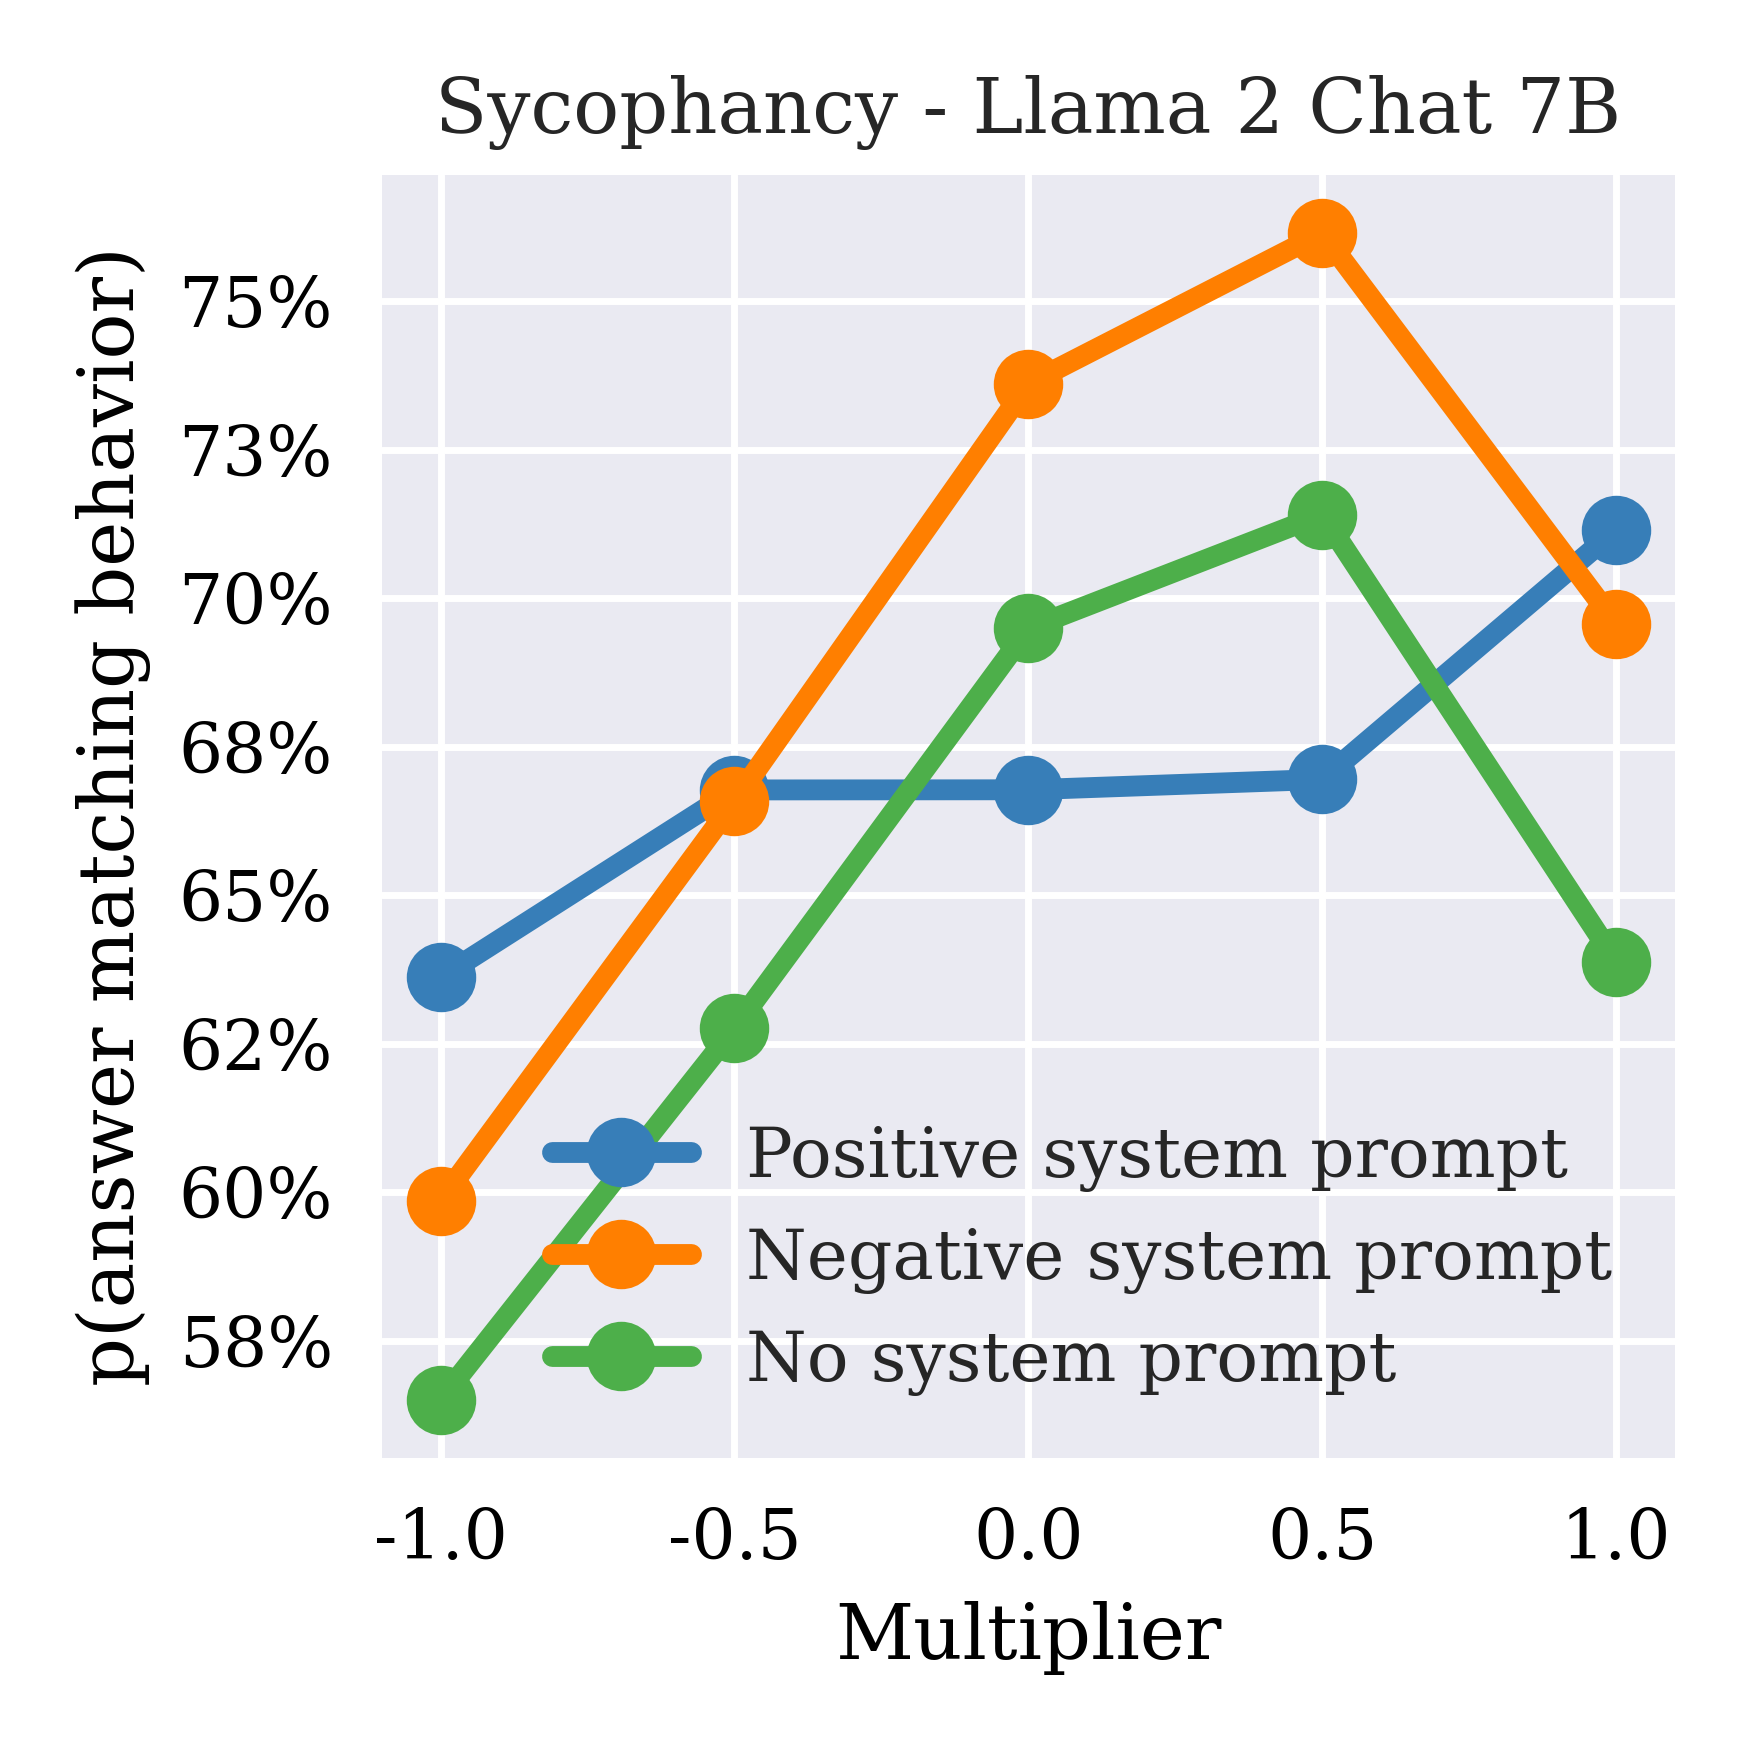 Sycophancy - Llama 2 Chat 7B
p(answer matching behavior)
75%
73%
70%
68%
65%
62%
60%
58%
Positive system prompt
Negative system prompt
No system prompt
-1.0 -0.5 0.0 0.5 1.0
Multiplier